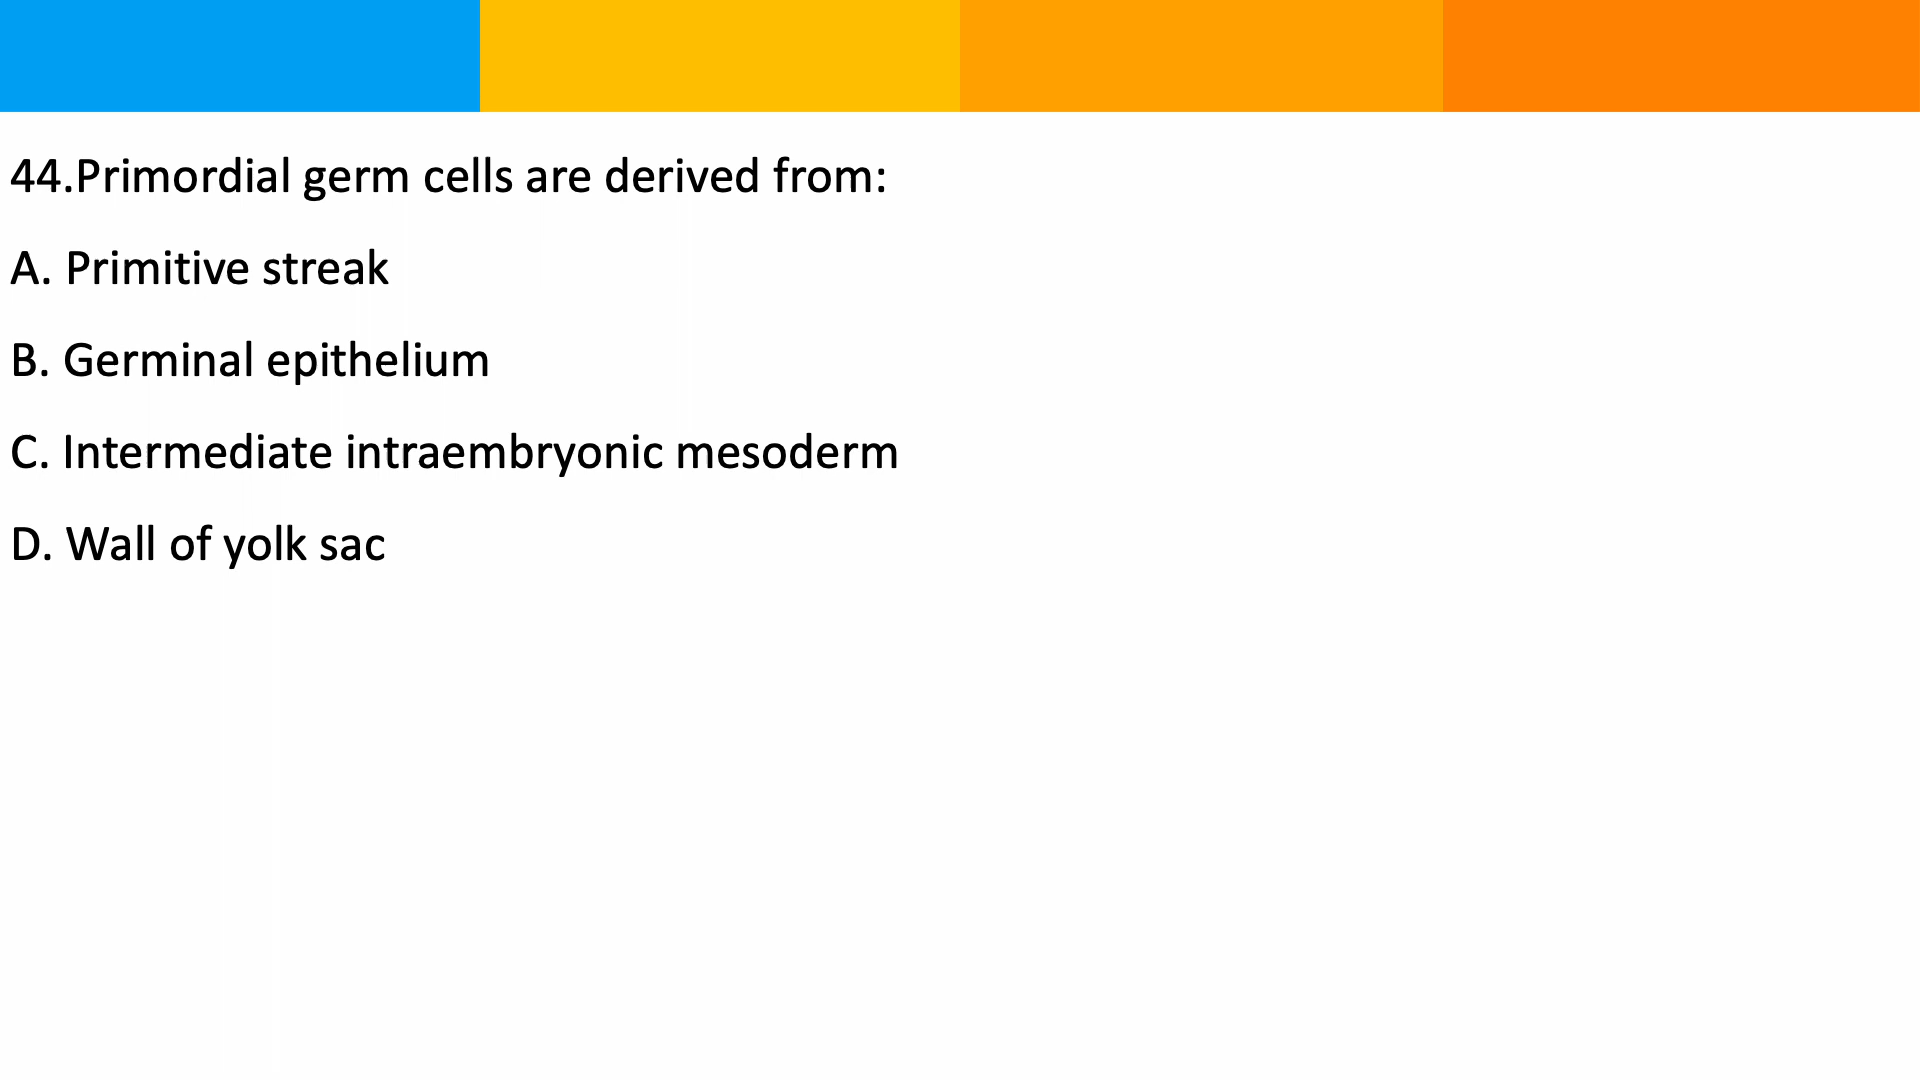 44.Primordial germ cells are derived from:
A. Primitive streak
B. Germinal epithelium
C. Intermediate intraembryonic mesoderm
D. Wall of yolk sac